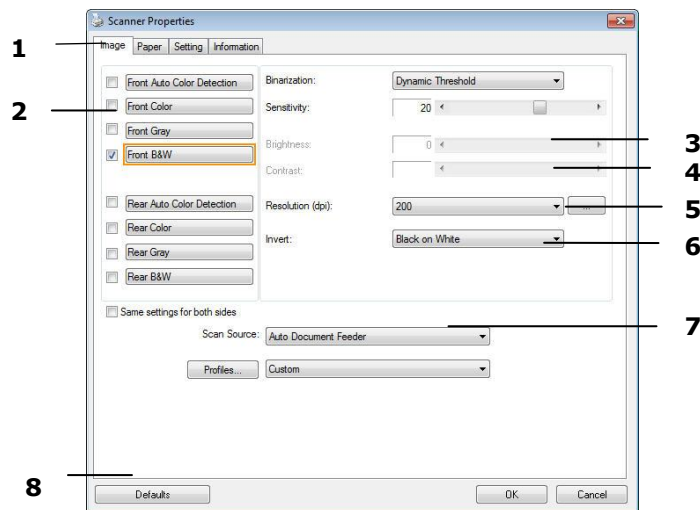 Scanner Properties
1
Image Paper Setting Information
2
Front Auto Color Detection
Front Color
Front Gray
Front B&W
Rear Auto Color Detection
Rear Color
Rear Gray
Rear B&W
Binarization: Dynamic Threshold
Sensitivity: 20
Brightness: 0
3
Contrast:
4
Resolution (dpi): 200 ...
5
Invert: Black on White
6
Same settings for both sides
7
Scan Source: Auto Document Feeder
Profiles... Custom
8
Defaults OK Cancel